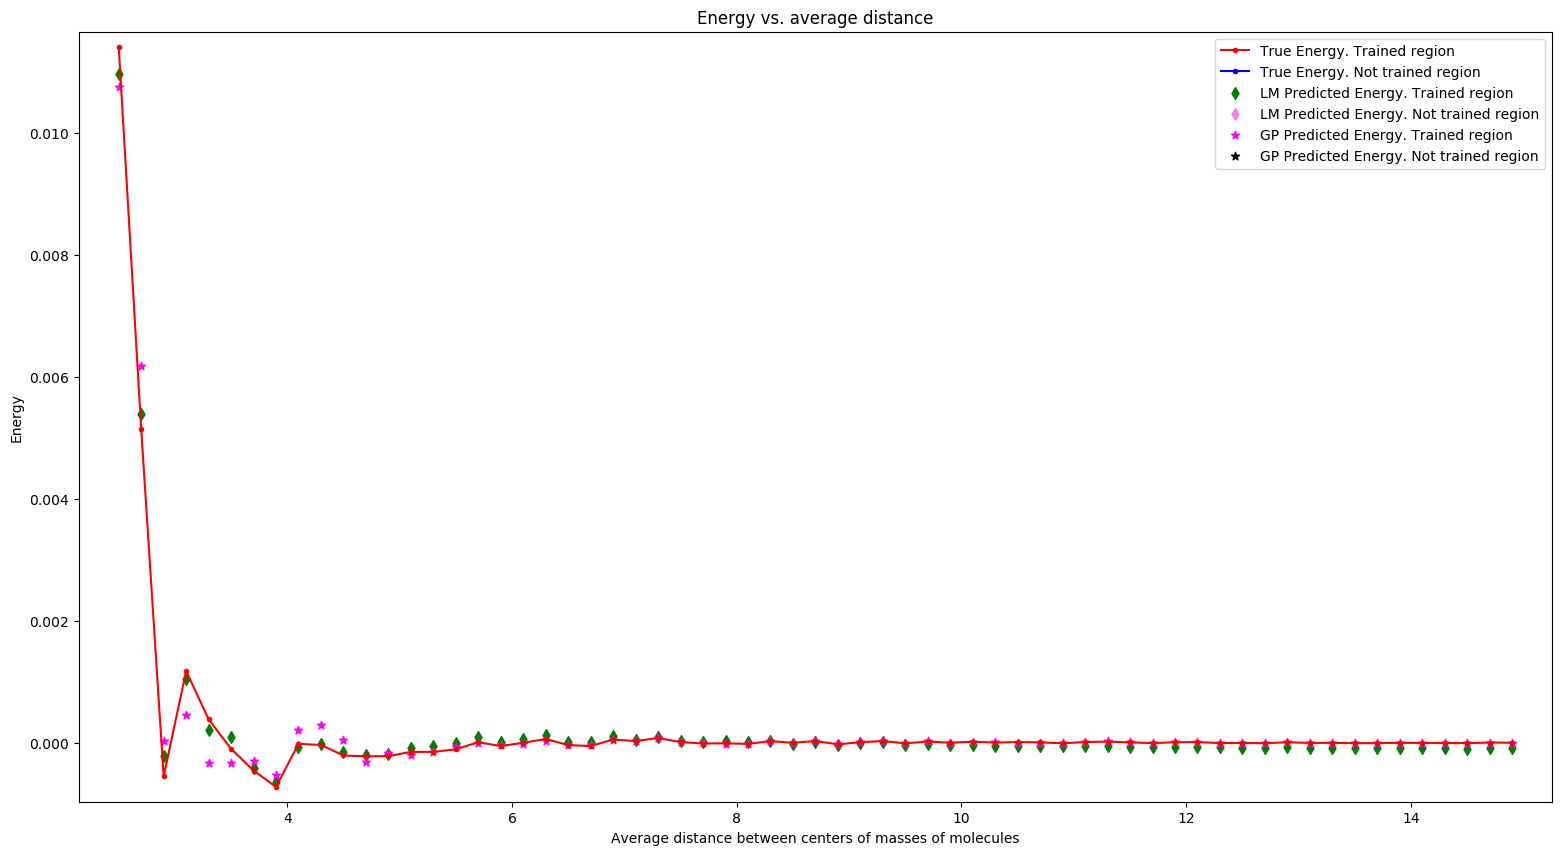 Energy vs. average distance
True Energy. Trained region
True Energy. Not trained region
LM Predicted Energy. Trained region
LM Predicted Energy. Not trained region
GP Predicted Energy. Trained region
GP Predicted Energy. Not trained region
0.010
0.008
0.006
0.004
0.002
0.000
Energy
4 6 8 10 12 14
Average distance between centers of masses of molecules